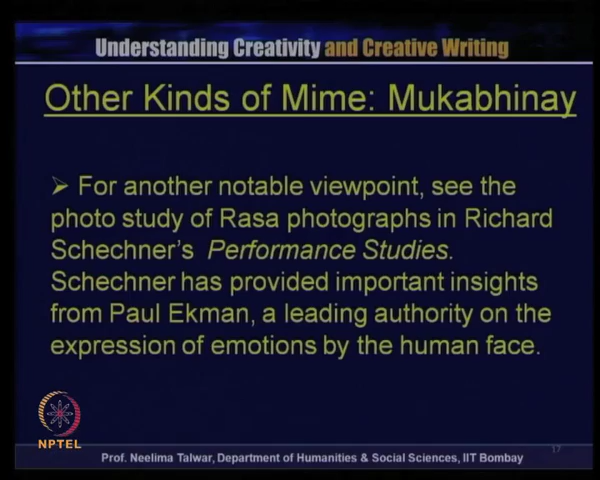 Understanding Creativity and Creative Writing
Other Kinds of Mime: Mukabhinay
➢ For another notable viewpoint, see the
photo study of Rasa photographs in Richard
Schechner's Performance Studies.
Schechner has provided important insights
from Paul Ekman, a leading authority on the
expression of emotions by the human face.
NPTEL
17
Prof. Neelima Talwar, Department of Humanities & Social Sciences, IIT Bombay